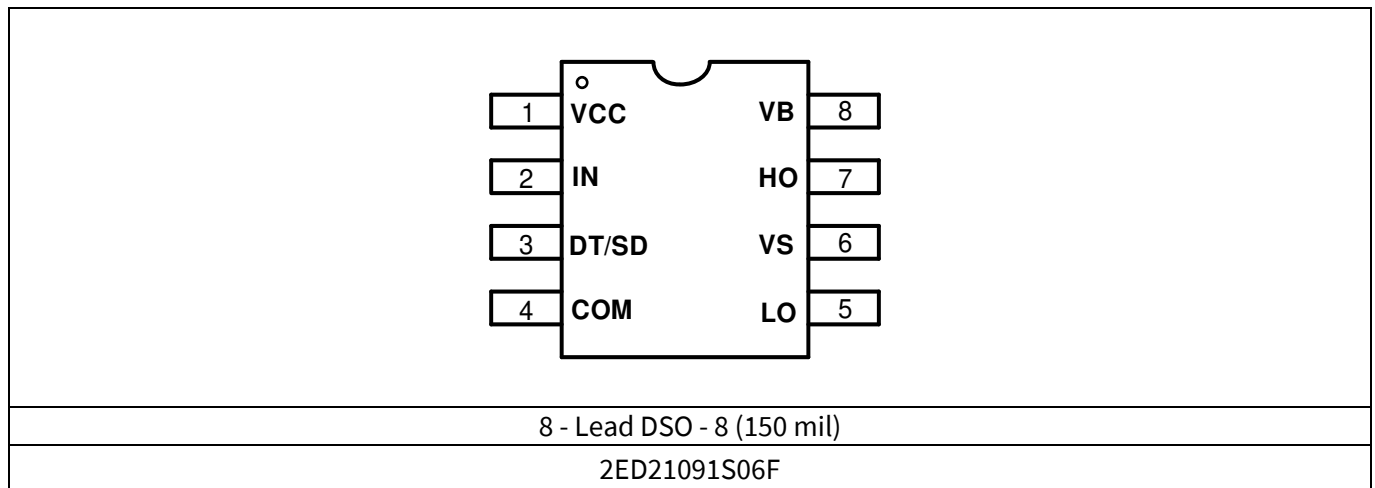 1 VCC VB 8
2 IN HO 7
3 DT/SD VS 6
4 COM LO 5
8 - Lead DSO - 8 (150 mil)
2ED21091S06F